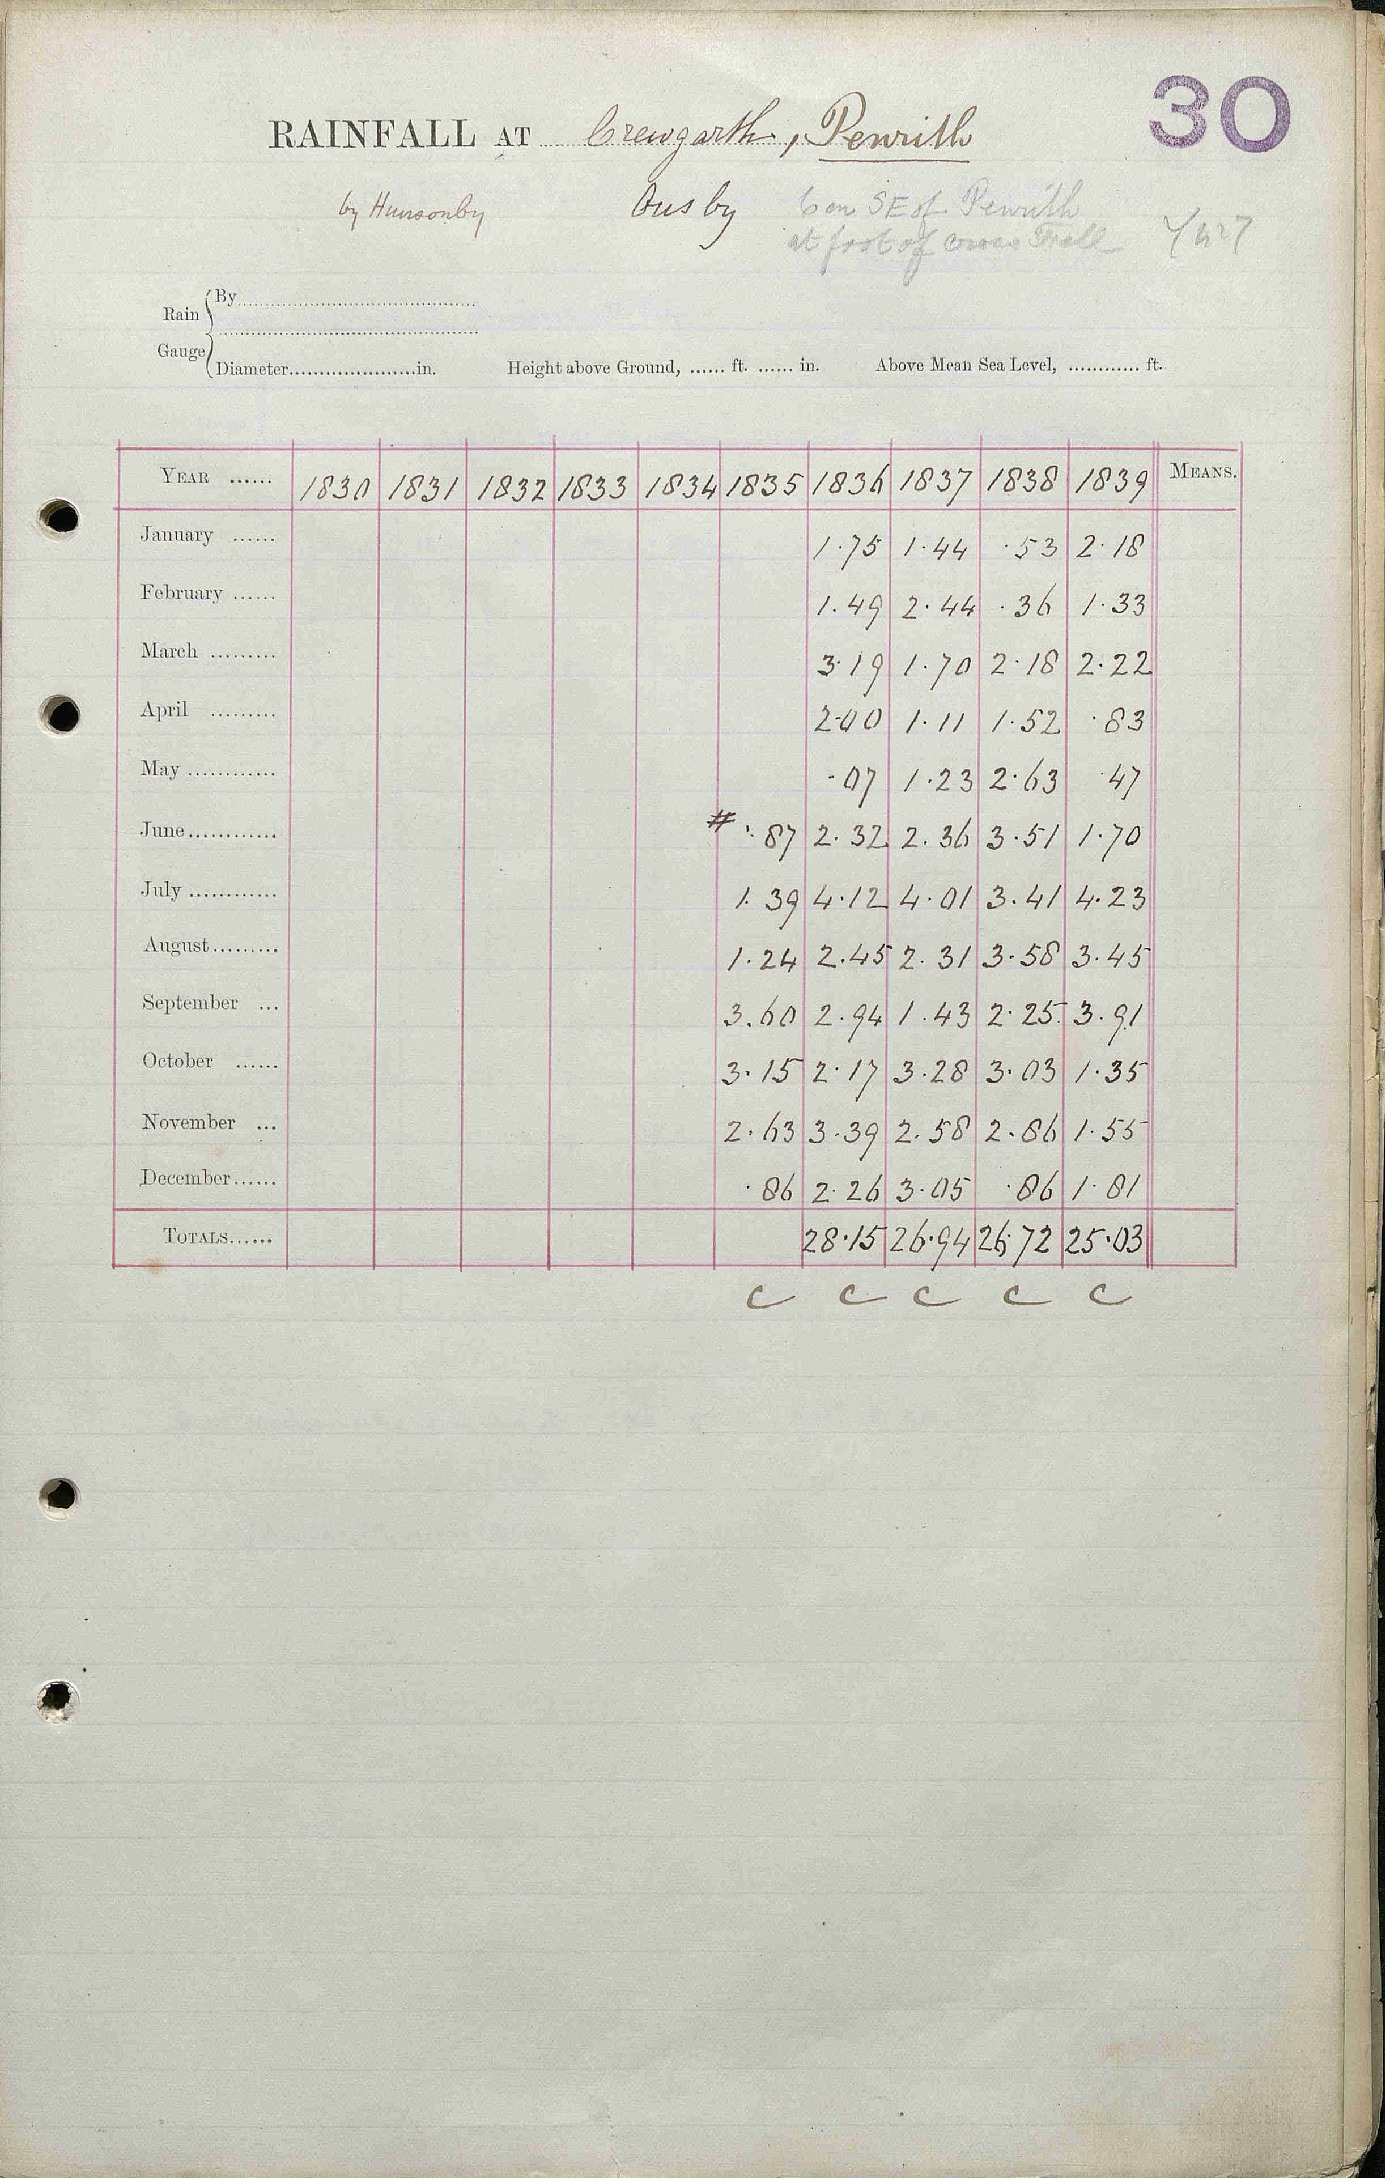 30
RAINFALL AT Crewgarth, Penrith
by Hunsonby Ousby 6 m SE of Penrith
at foot of Cross Fell
Rain Gauge { By
Diameter in. Height above Ground, ...... ft. ...... in. Above Mean Sea Level, ............ ft.
YEAR ...... 1830 1831 1832 1833 1834 1835 1836 1837 1838 1839 MEANS.
January ...... 1.75 1.44 .53 2.18
February ...... 1.49 2.44 .36 1.33
March ......... 3.19 1.70 2.18 2.22
April ......... 2.00 1.11 1.52 .83
May ............ .07 1.23 2.63 .47
June ............ # .87 2.32 2.36 3.51 1.70
July ............ 1.39 4.12 4.01 3.41 4.23
August ......... 1.24 2.45 2.31 3.58 3.45
September ... 3.60 2.94 1.43 2.25 3.91
October ...... 3.15 2.17 3.28 3.03 1.35
November ... 2.63 3.39 2.58 2.86 1.55
December ...... .86 2.26 3.05 .86 1.81
TOTALS ...... 28.15 26.94 26.72 25.03
C C C C C